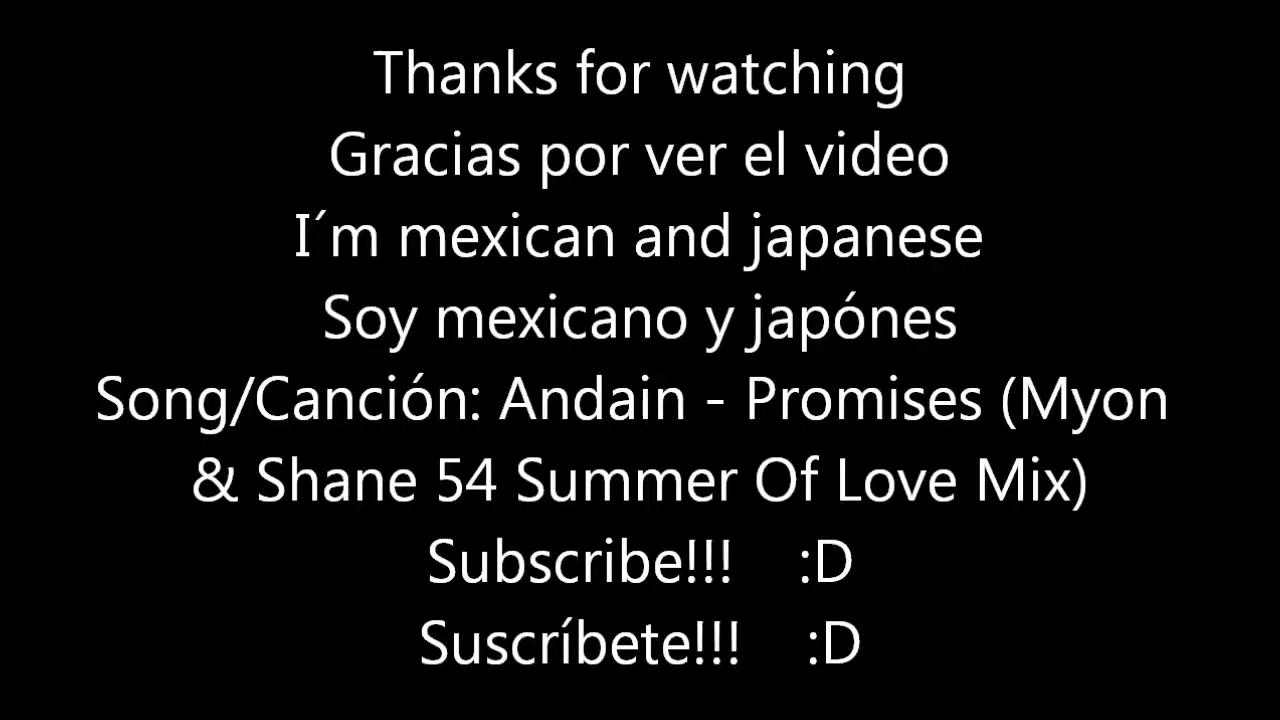 Thanks for watching
Gracias por ver el video
I´m mexican and japanese
Soy mexicano y japónes
Song/Canción: Andain - Promises (Myon
& Shane 54 Summer Of Love Mix)
Subscribe!!! :D
Suscríbete!!! :D